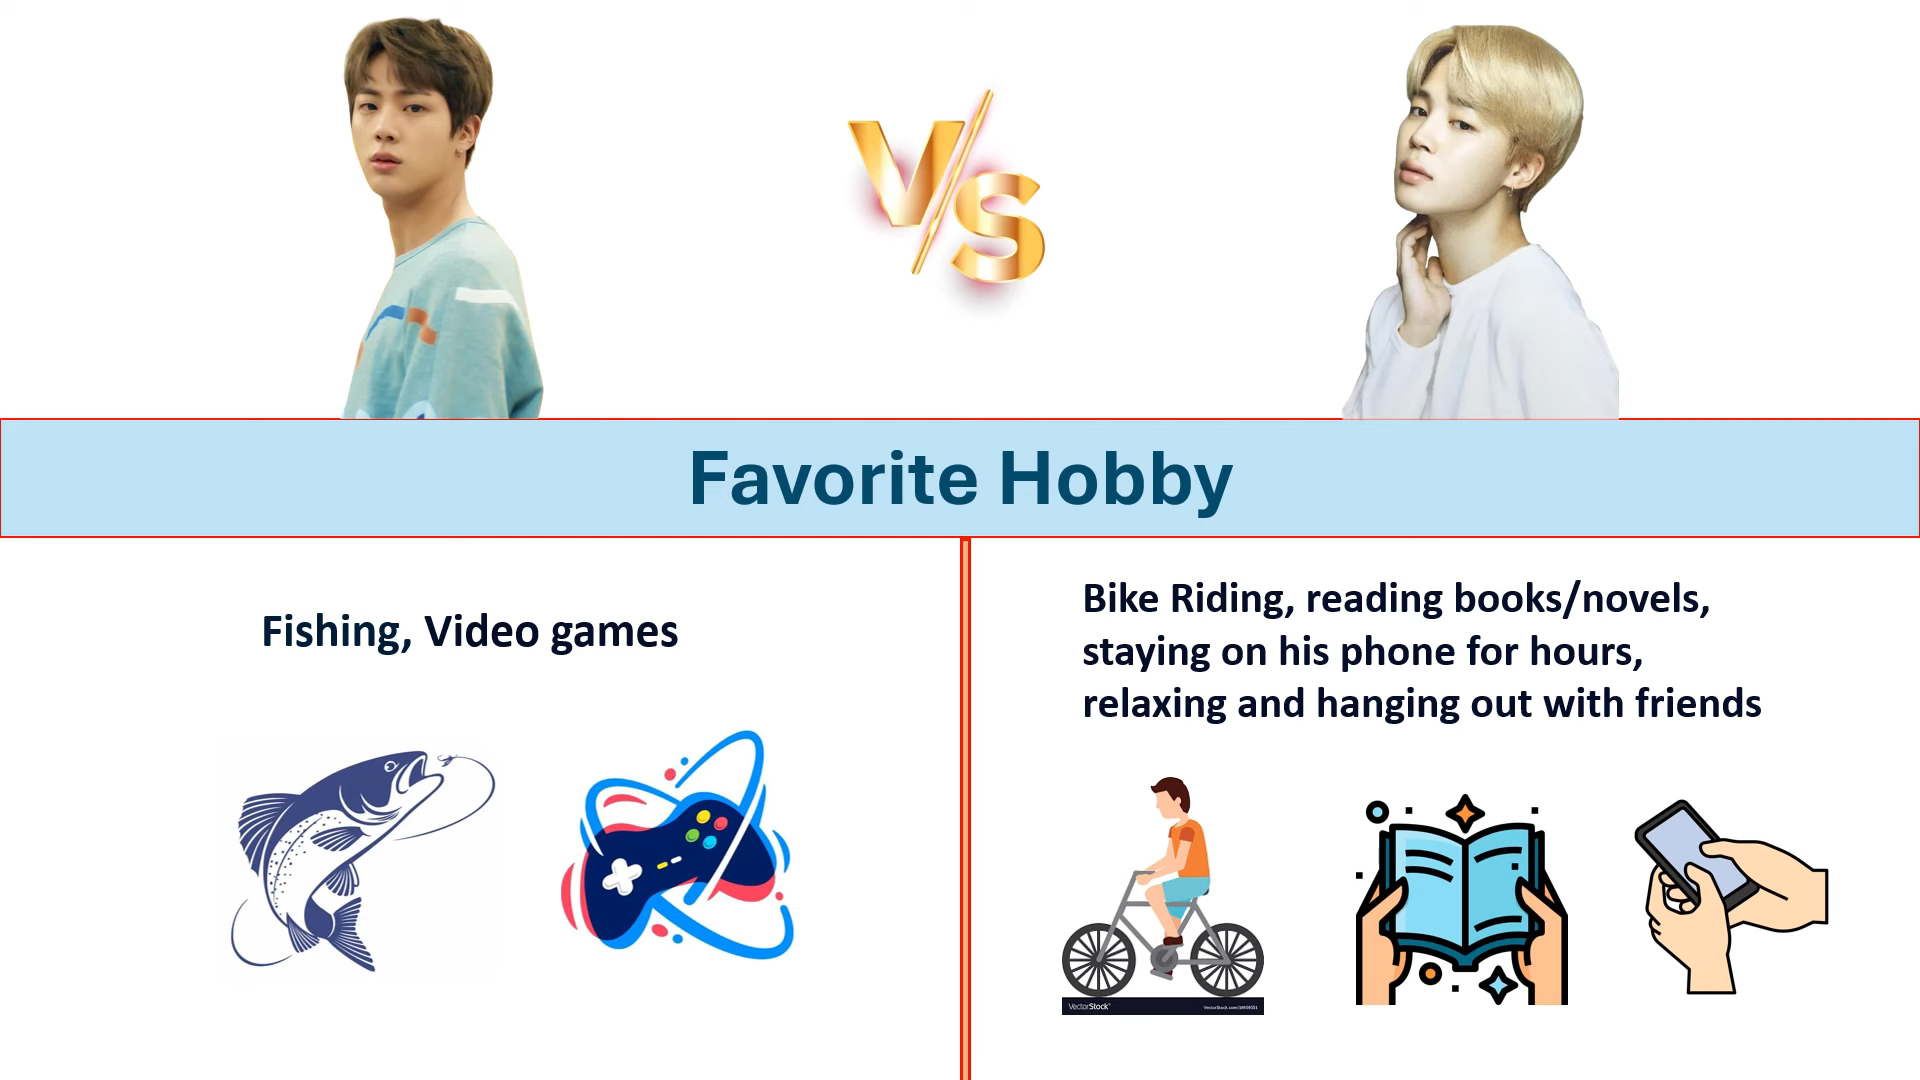 V/S
Favorite Hobby
Fishing, Video games
Bike Riding, reading books/novels,
staying on his phone for hours,
relaxing and hanging out with friends
VectorStock®